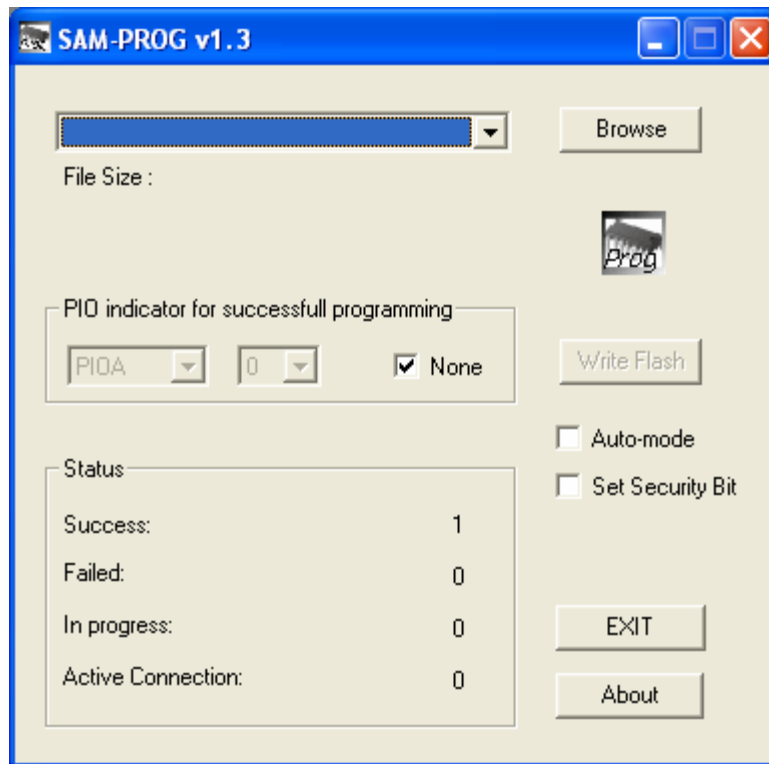 SAM-PROG v1.3
Browse
File Size :
Prog
PIO indicator for successfull programming
PIOA 0 None
Write Flash
Auto-mode
Set Security Bit
Status
Success: 1
Failed: 0
In progress: 0
Active Connection: 0
EXIT
About